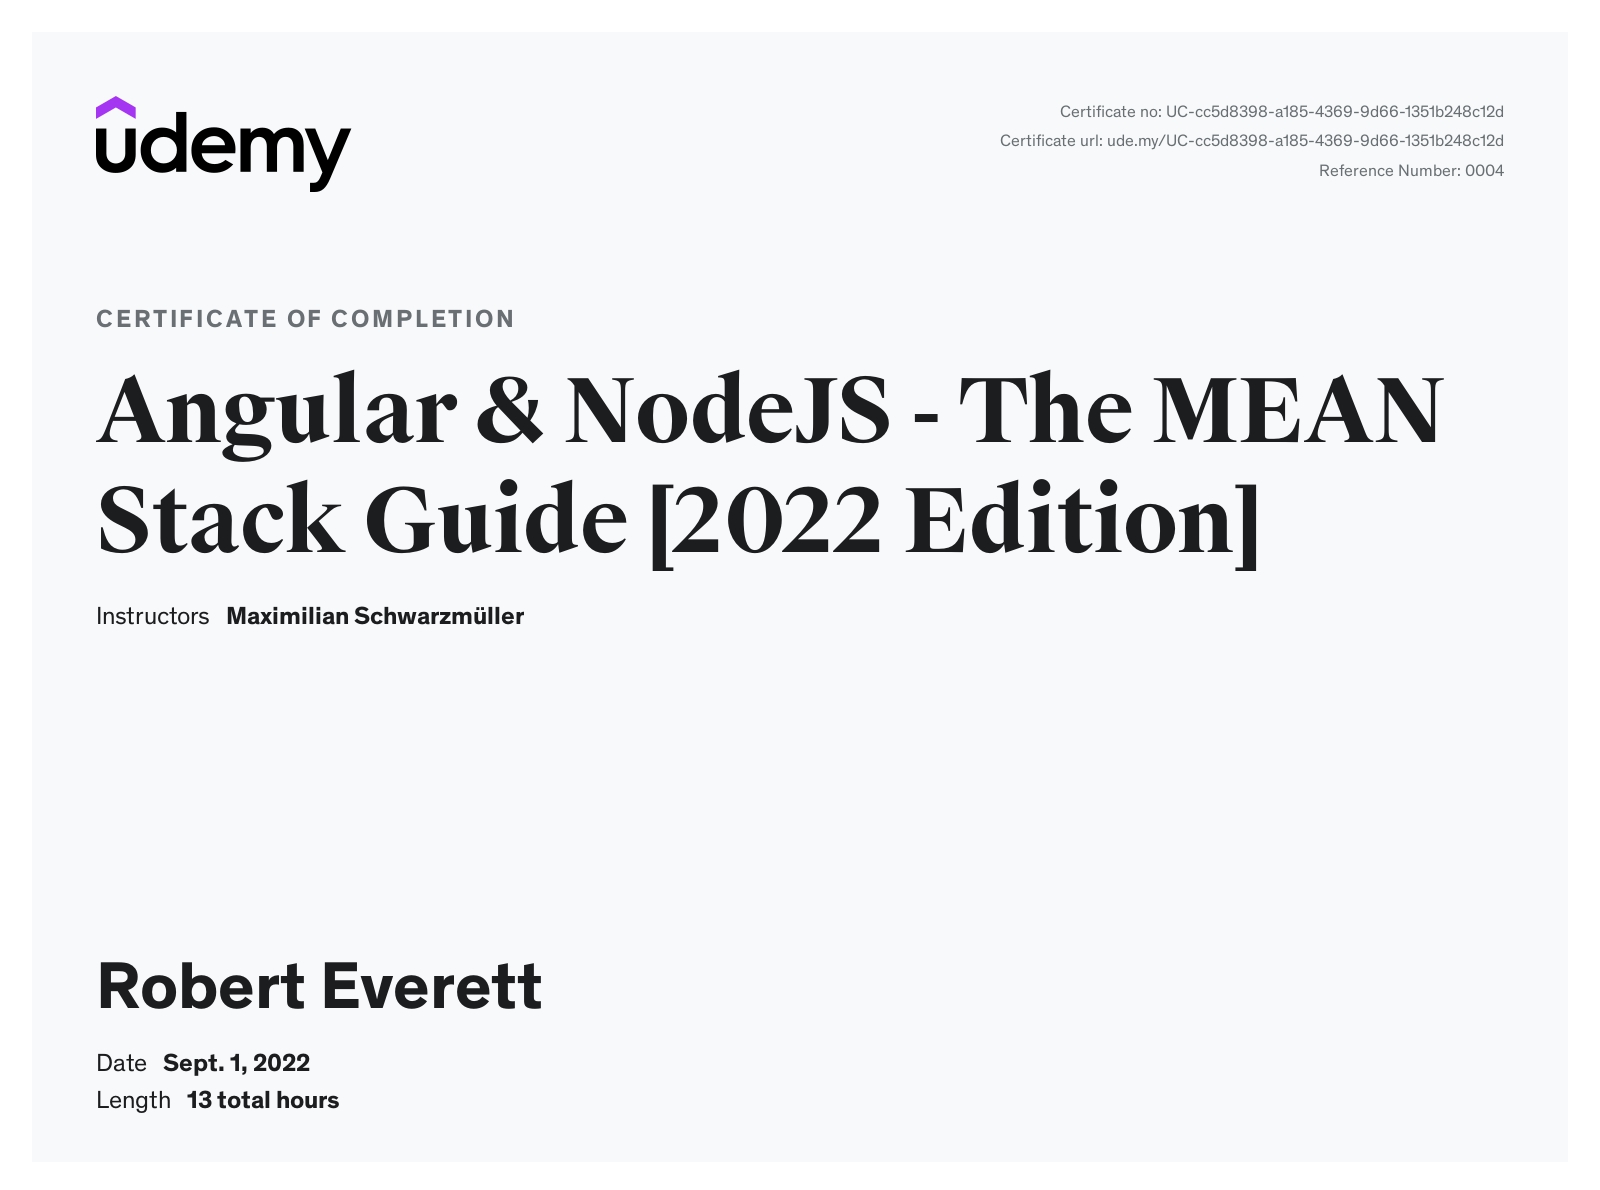 udemy
Certificate no: UC-cc5d8398-a185-4369-9d66-1351b248c12d
Certificate url: ude.my/UC-cc5d8398-a185-4369-9d66-1351b248c12d
Reference Number: 0004
CERTIFICATE OF COMPLETION
Angular & NodeJS - The MEAN
Stack Guide [2022 Edition]
Instructors Maximilian Schwarzmüller
Robert Everett
Date Sept. 1, 2022
Length 13 total hours